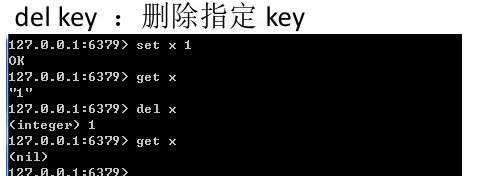 del key ：删除指定 key
127.0.0.1:6379> set x 1
OK
127.0.0.1:6379> get x
"1"
127.0.0.1:6379> del x
(integer) 1
127.0.0.1:6379> get x
(nil)
127.0.0.1:6379>